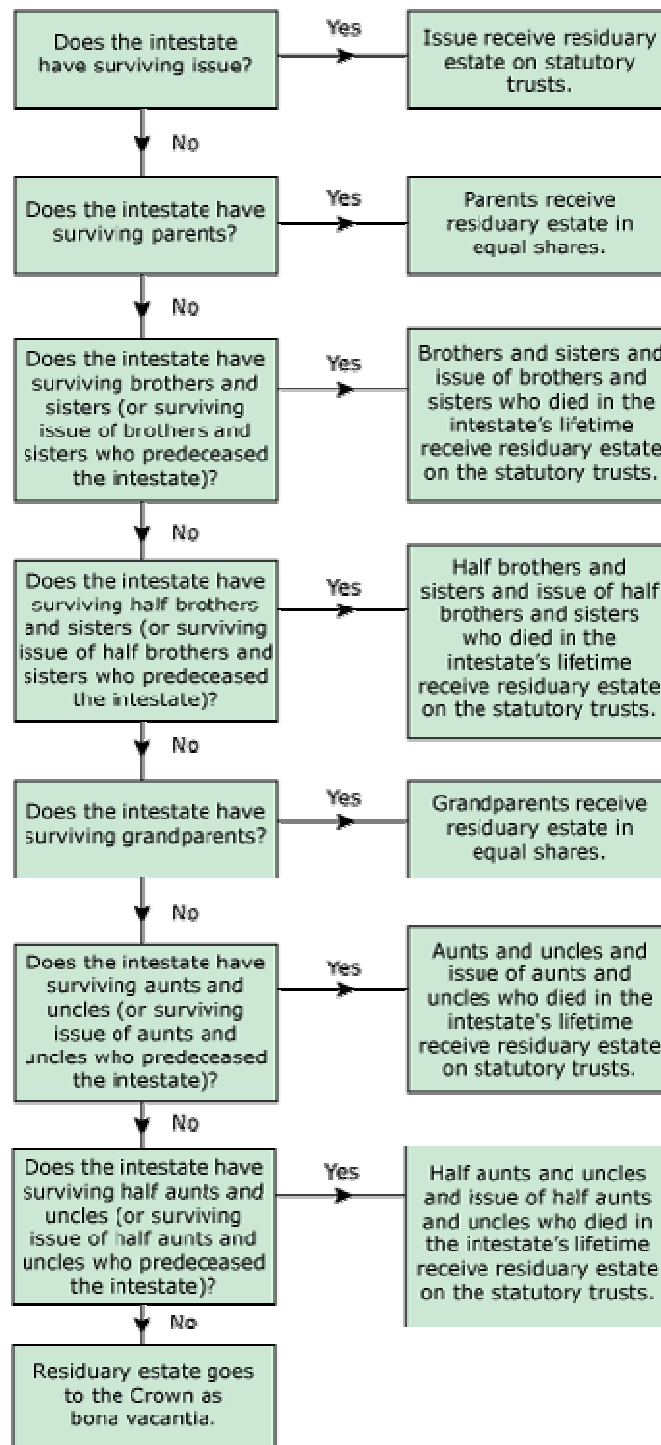 Does the intestate
have surviving issue?
Yes
Issue receive residuary
estate on statutory
trusts.
No
Does the intestate have
surviving parents?
Yes
Parents receive
residuary estate in
equal shares.
No
Does the intestate have
surviving brothers and
sisters (or surviving
issue of brothers and
sisters who predeceased
the intestate)?
Yes
Brothers and sisters and
issue of brothers and
sisters who died in the
intestate's lifetime
receive residuary estate
on the statutory trusts.
No
Does the intestate have
surviving half brothers
and sisters (or surviving
issue of half brothers and
sisters who predeceased
the intestate)?
Yes
Half brothers and
sisters and issue of half
brothers and sisters
who died in the
intestate's lifetime
receive residuary estate
on the statutory trusts.
No
Does the intestate have
surviving grandparents?
Yes
Grandparents receive
residuary estate in
equal shares.
No
Does the intestate have
surviving aunts and
uncles (or surviving
issue of aunts and
uncles who predeceased
the intestate)?
Yes
Aunts and uncles and
issue of aunts and
uncles who died in the
intestate's lifetime
receive residuary estate
on statutory trusts.
No
Does the intestate have
surviving half aunts and
uncles (or surviving
issue of half aunts and
uncles who predeceased
the intestate)?
Yes
Half aunts and uncles
and issue of half aunts
and uncles who died in
the intestate's lifetime
receive residuary estate
on the statutory trusts.
No
Residuary estate goes
to the Crown as
bona vacantia.